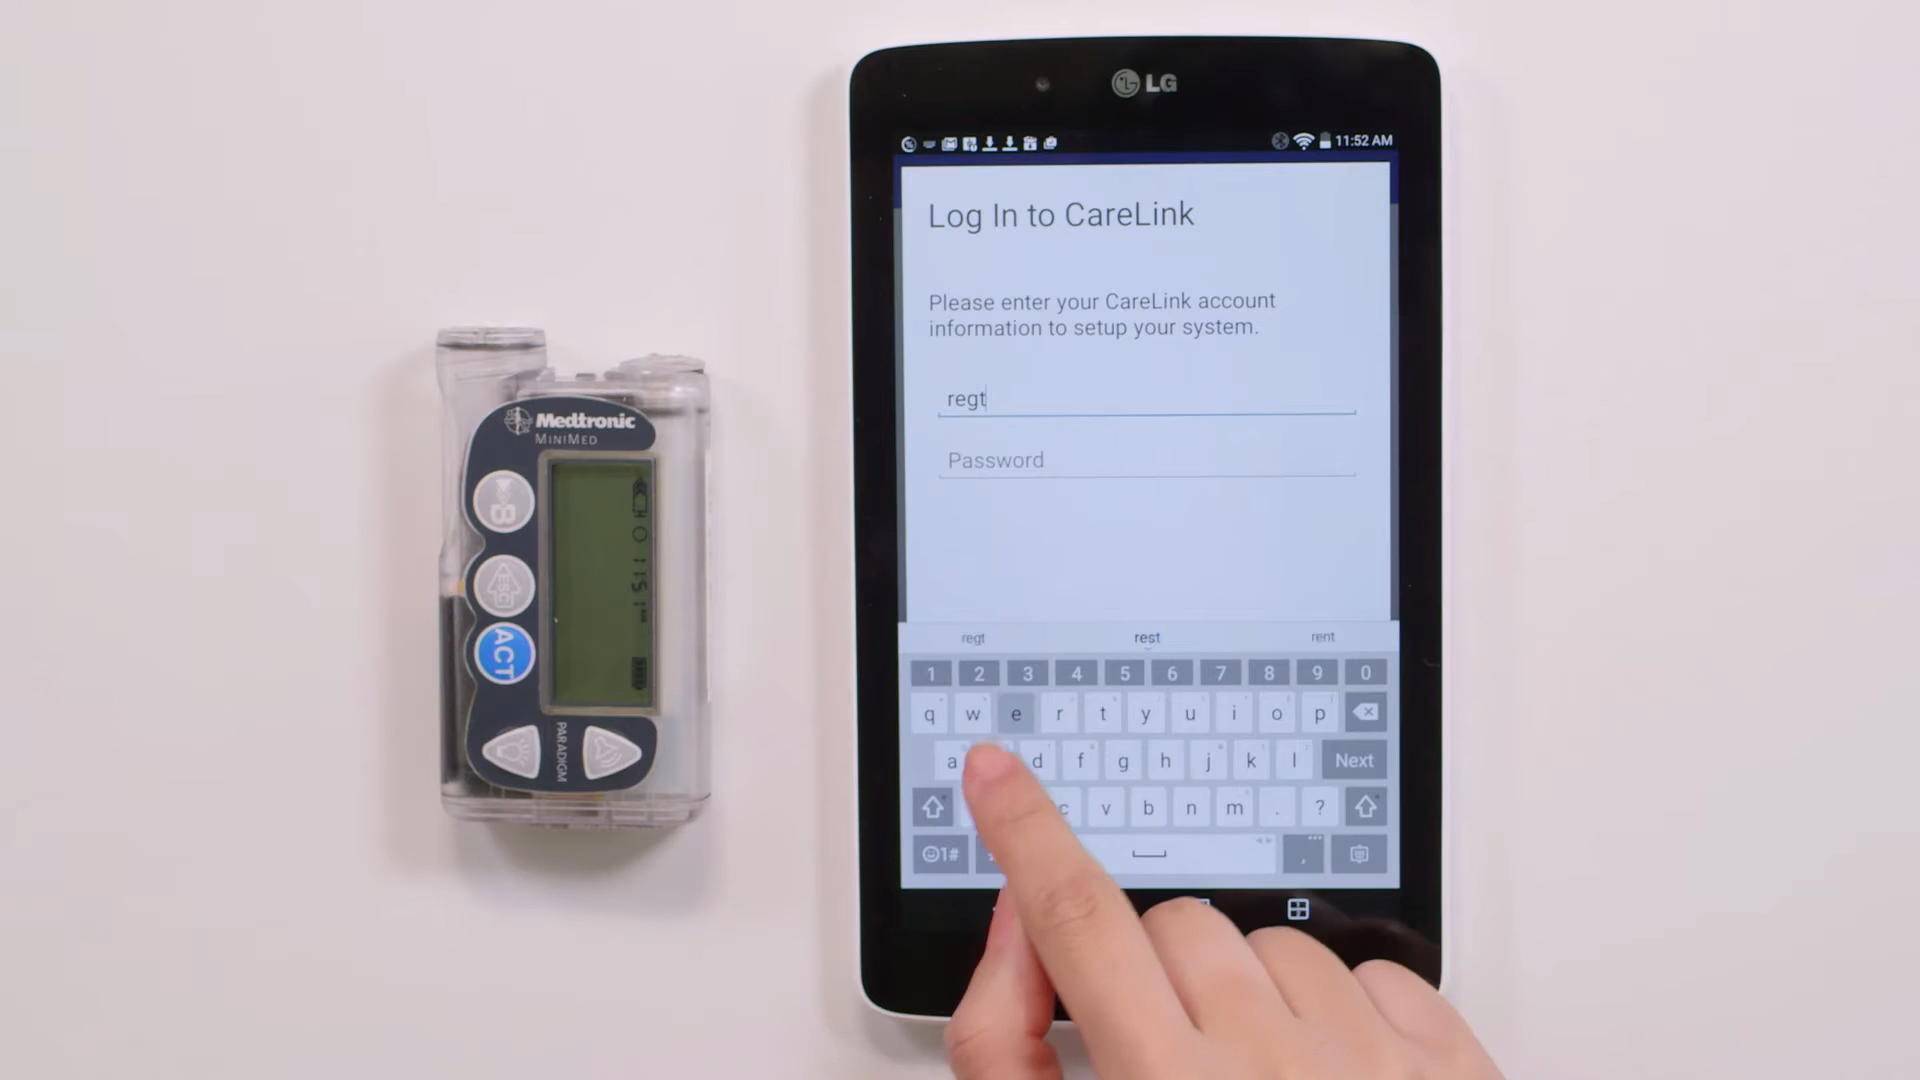 LG
11:52 AM
Log In to CareLink
Please enter your CareLink account
information to setup your system.
regt
Password
regt rest rent
1 2 3 4 5 6 7 8 9 0
q w e r t y u i o p
a d f g h j k l Next
c v b n m . ?
1# ,
Medtronic
MINIMED
B
ESC
ACT
PARADIGM